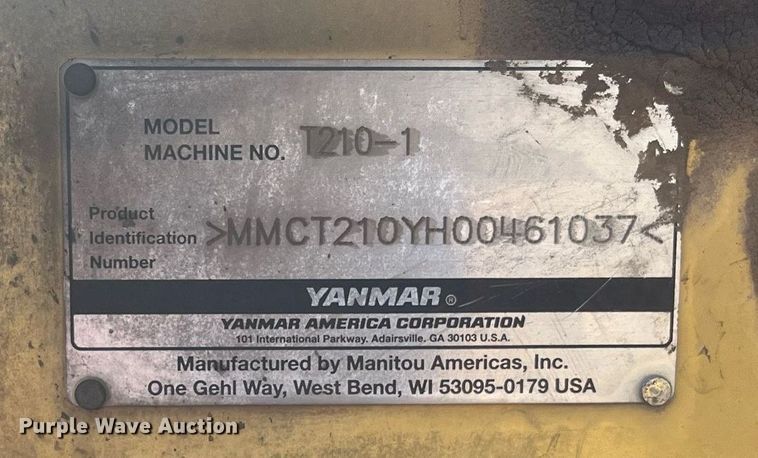 MODEL
MACHINE NO. T210-1
Product
Identification >MMCT210YH00461037<
Number
YANMAR®
YANMAR AMERICA CORPORATION
101 International Parkway. Adairsville. GA 30103 U.S.A.
Manufactured by Manitou Americas, Inc.
One Gehl Way, West Bend, WI 53095-0179 USA
Purple Wave Auction